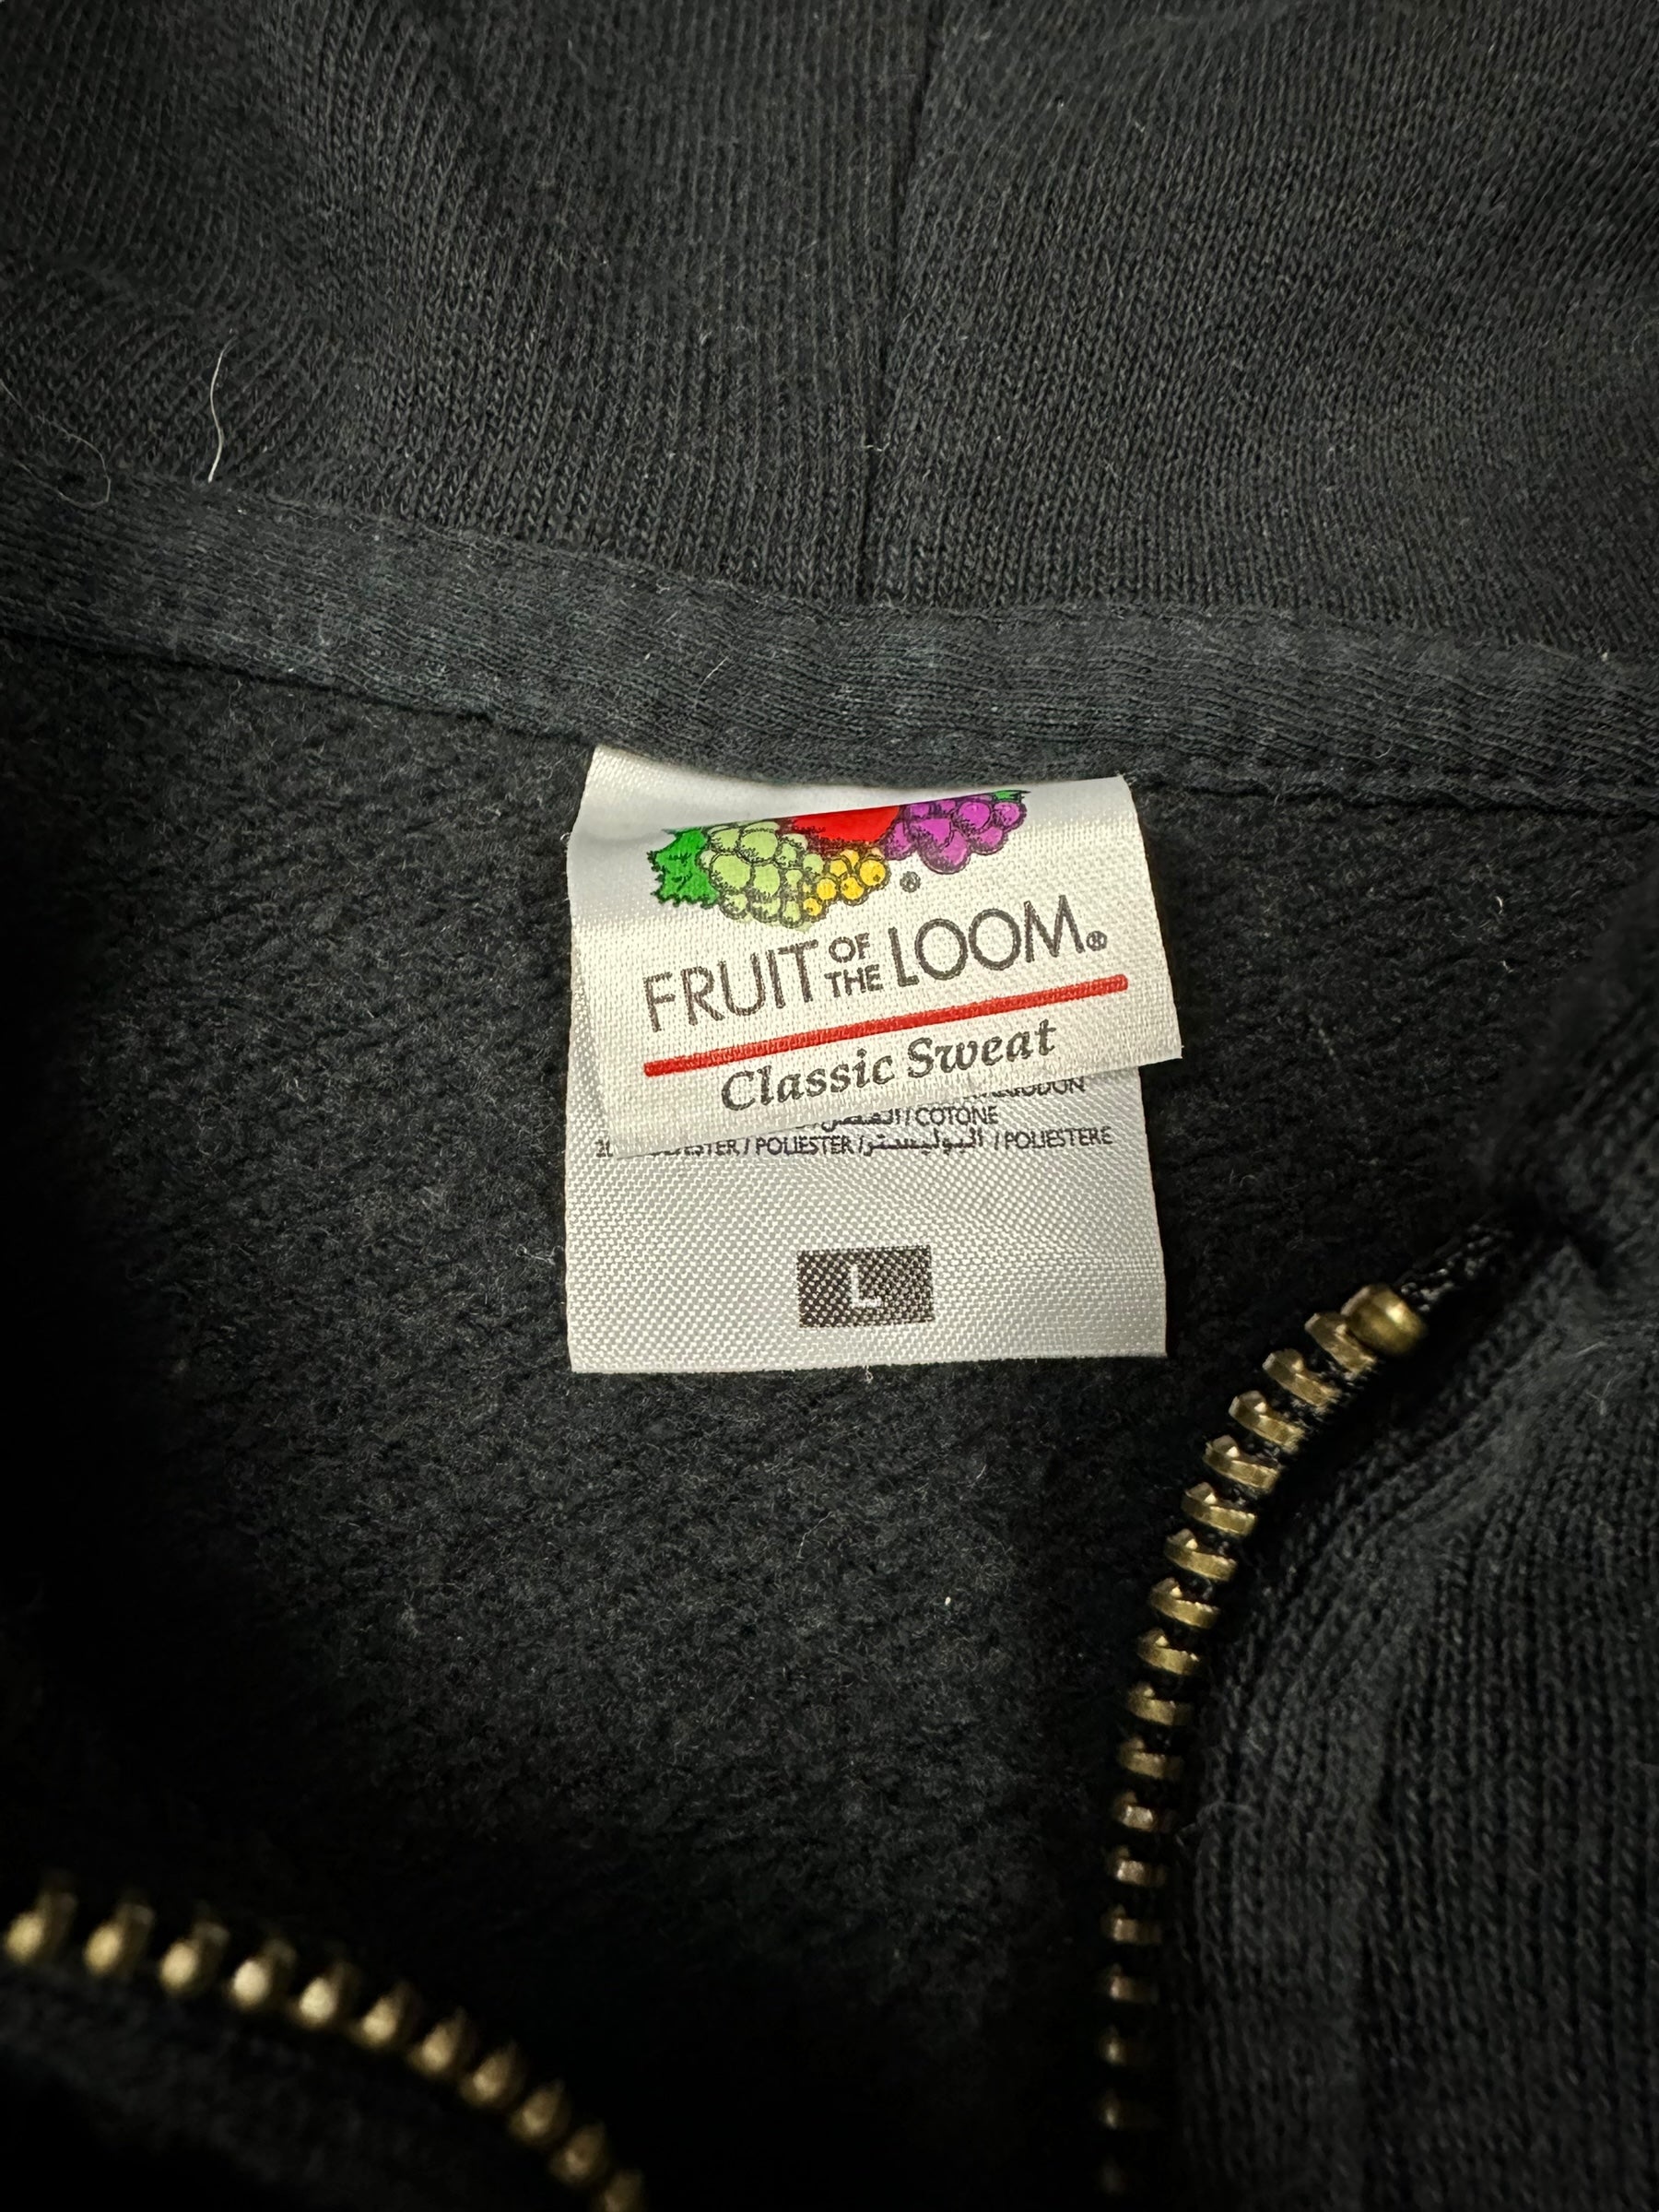 FRUIT OF THE LOOM®
Classic Sweat
القطن / COTONE
/ POLIESTER / البوليستر / POLIESTERE
L